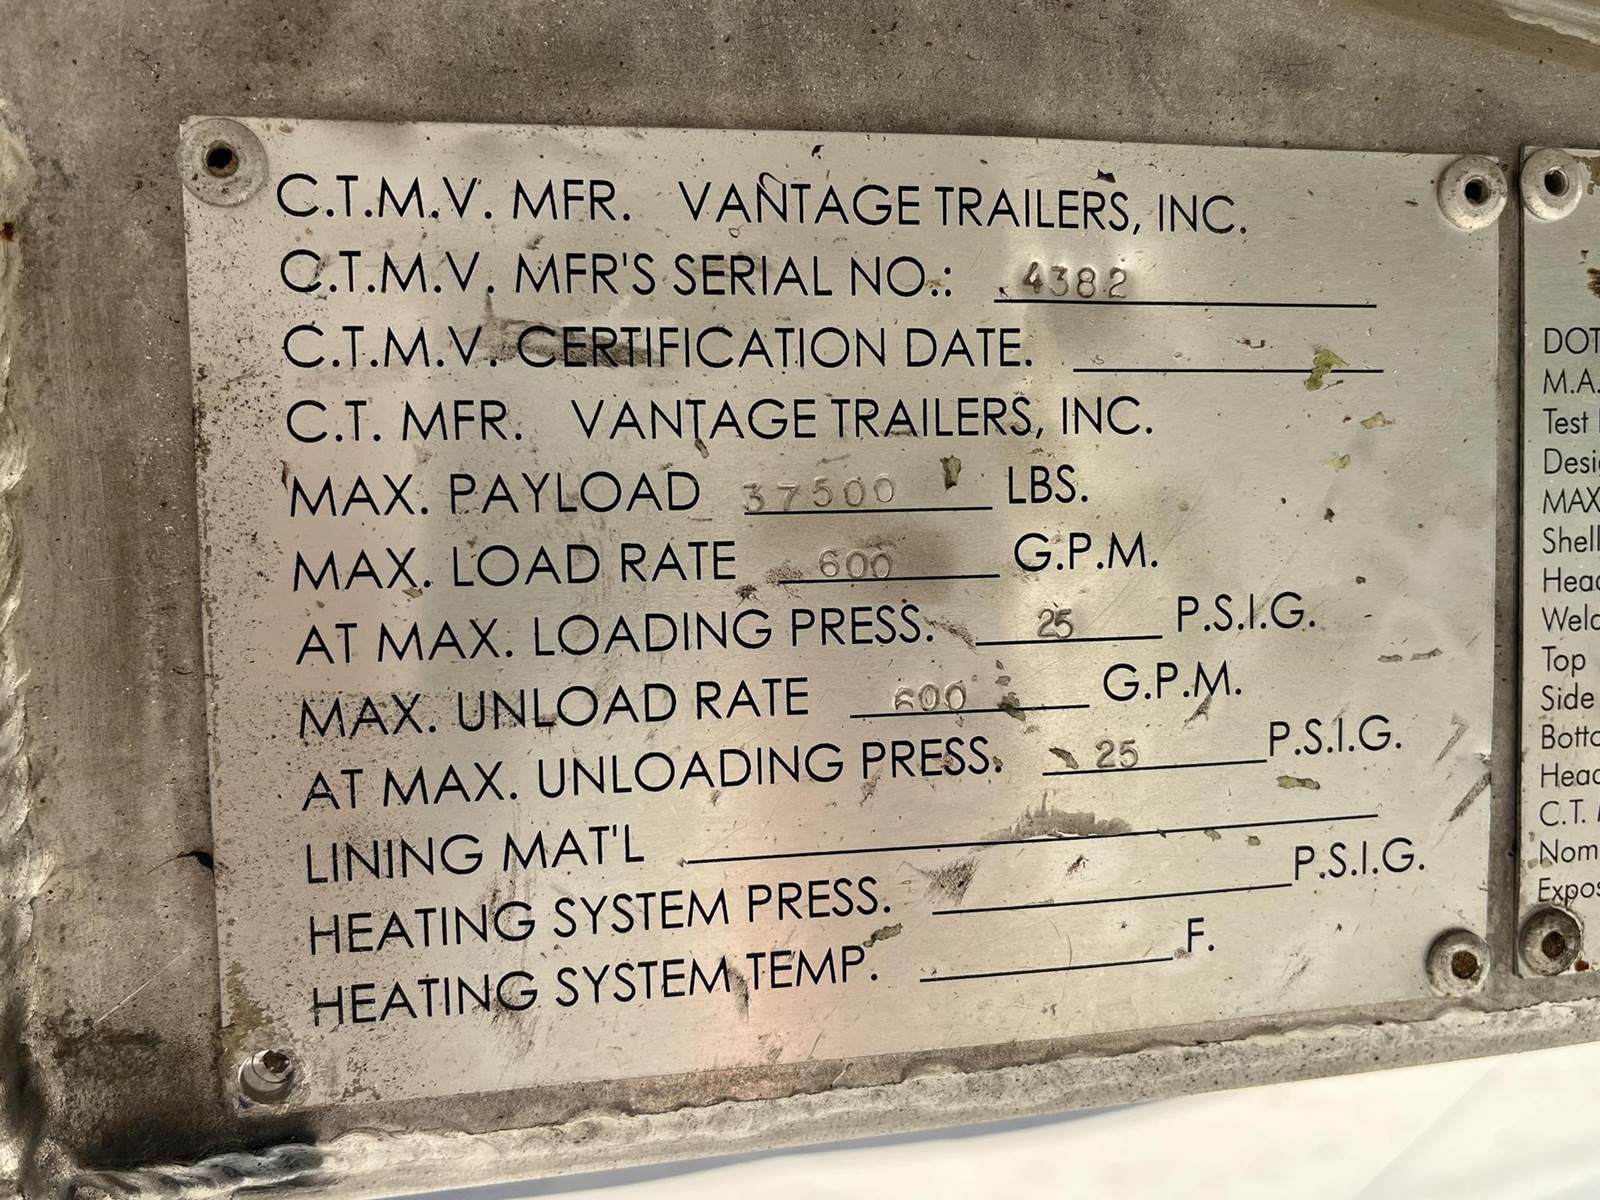 C.T.M.V. MFR. VANTAGE TRAILERS, INC.
C.T.M.V. MFR'S SERIAL NO.: 4382
C.T.M.V. CERTIFICATION DATE.
C.T. MFR. VANTAGE TRAILERS, INC.
MAX. PAYLOAD 37500 LBS.
MAX. LOAD RATE 600 G.P.M.
AT MAX. LOADING PRESS. 25 P.S.I.G.
MAX. UNLOAD RATE 600 G.P.M.
AT MAX. UNLOADING PRESS. 25 P.S.I.G.
LINING MAT'L
HEATING SYSTEM PRESS. P.S.I.G.
HEATING SYSTEM TEMP. F.
DOT
M.A.
Test
MAX
Shell
Top
Side
C.T.